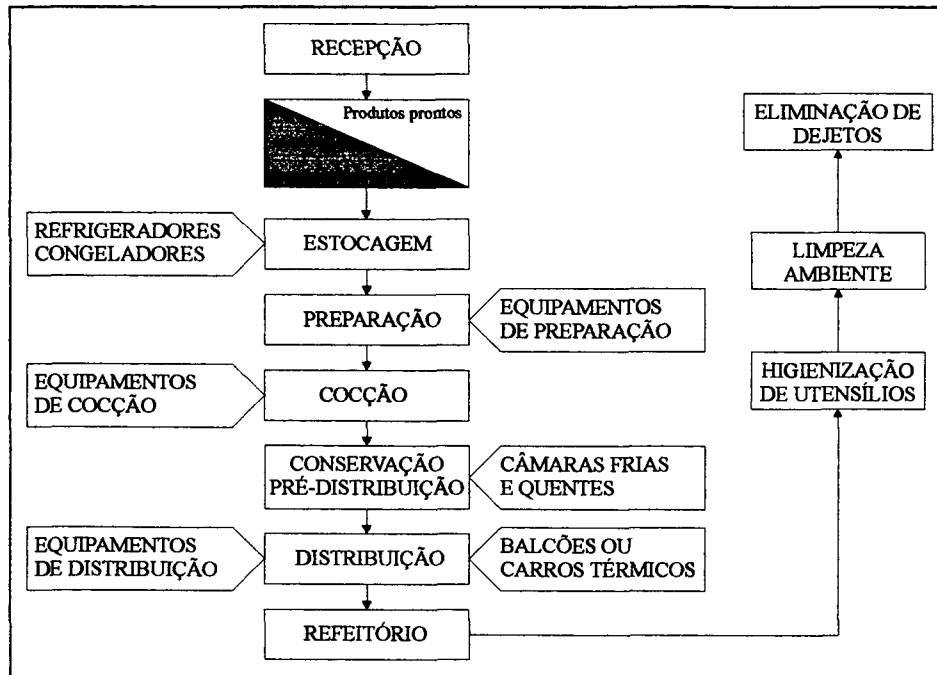 RECEPÇÃO
Produtos prontos
ELIMINAÇÃO DE
DEJETOS
REFRIGERADORES
CONGELADORES
ESTOCAGEM
LIMPEZA
AMBIENTE
PREPARAÇÃO
EQUIPAMENTOS
DE PREPARAÇÃO
EQUIPAMENTOS
DE COCÇÃO
COCÇÃO
HIGIENIZAÇÃO
DE UTENSÍLIOS
CONSERVAÇÃO
PRÉ-DISTRIBUIÇÃO
CÂMARAS FRIAS
E QUENTES
EQUIPAMENTOS
DE DISTRIBUIÇÃO
DISTRIBUIÇÃO
BALCÕES OU
CARROS TÉRMICOS
REFEITÓRIO